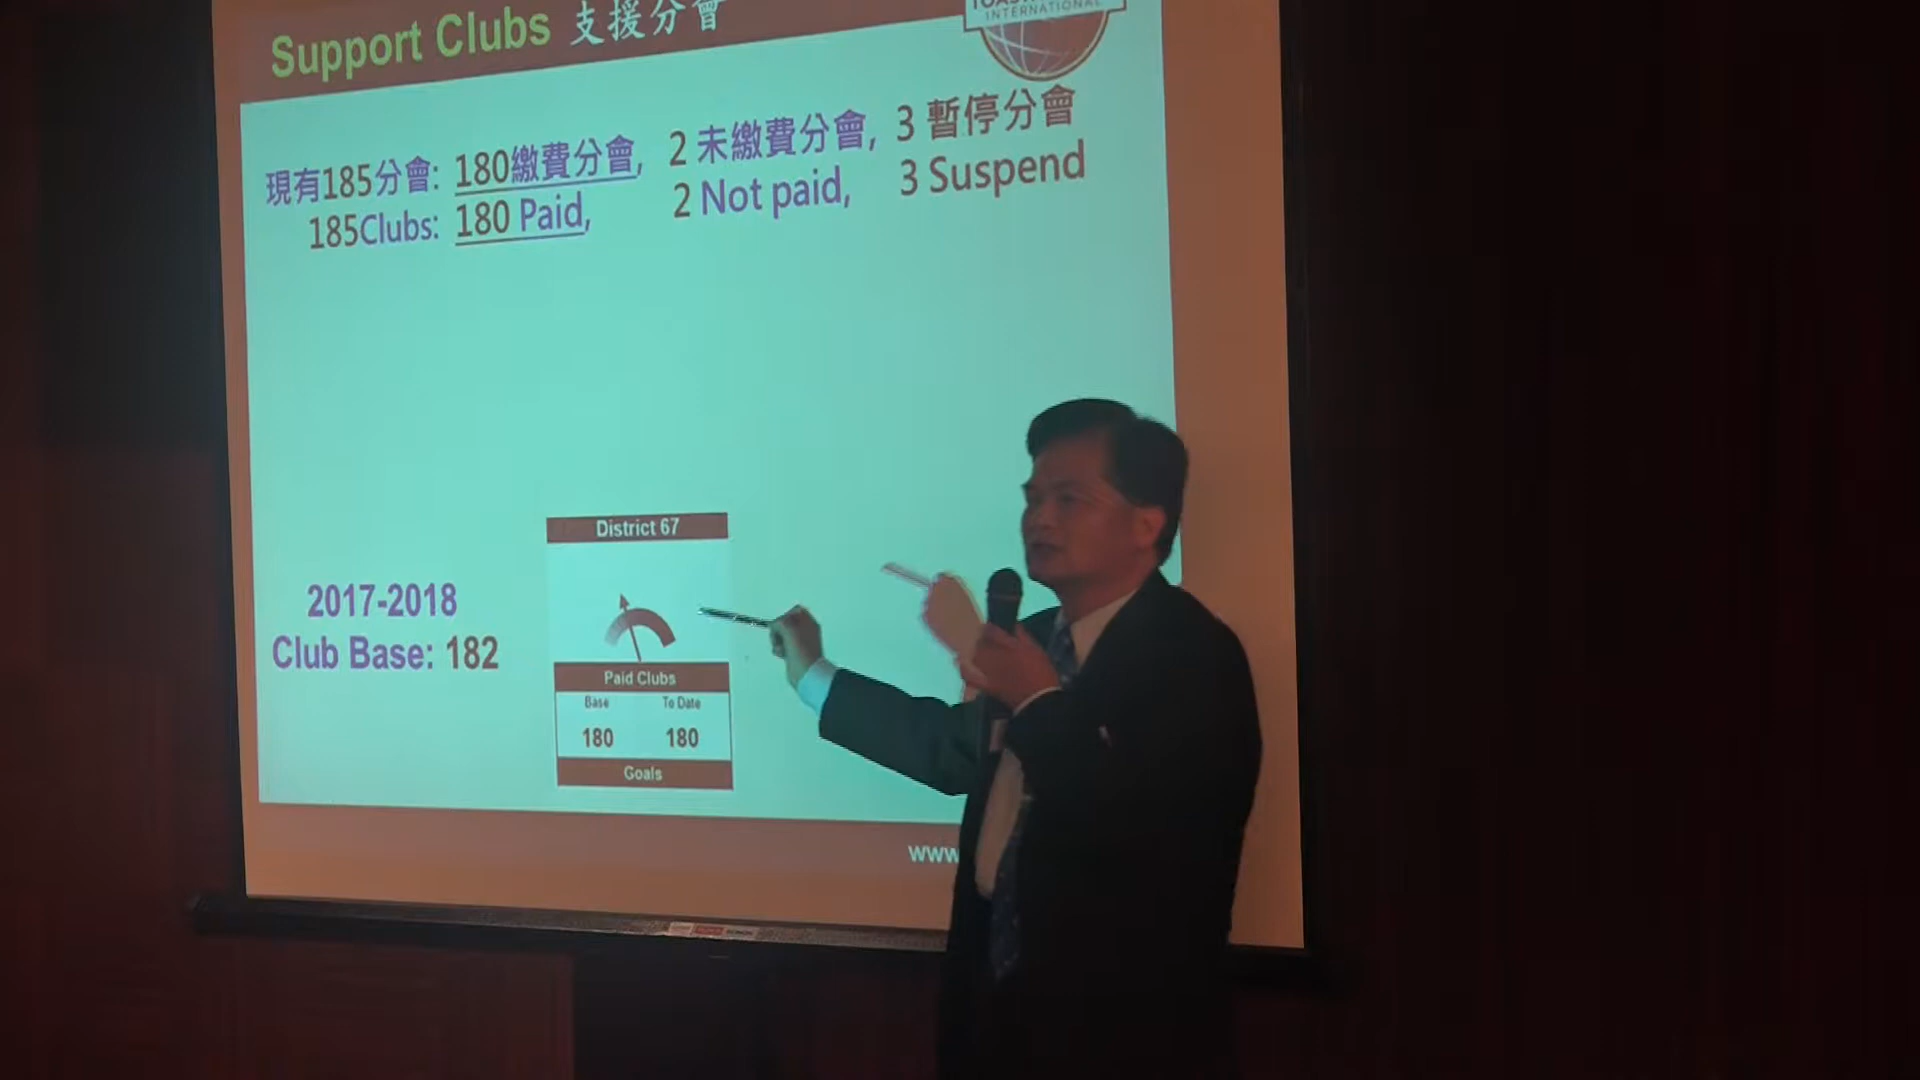 Support Clubs 支援分會
INTERNATIONAL
現有185分會: 180繳費分會, 2 未繳費分會, 3 暫停分會
185Clubs: 180 Paid, 2 Not paid, 3 Suspend
District 67
2017-2018
Club Base: 182
Paid Clubs
Base To Date
180 180
Goals
www